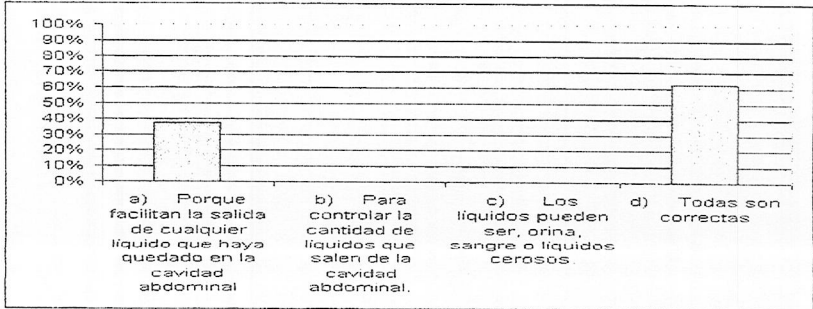 100%
90%
80%
70%
60%
50%
40%
30%
20%
10%
0%
a) Porque
facilitan la salida
de cualquier
líquido que haya
quedado en la
cavidad
abdominal
b) Para
controlar la
cantidad de
líquidos que
salen de la
cavidad
abdominal.
c) Los
líquidos pueden
ser, orina,
sangre o líquidos
cerosos.
d) Todas son
correctas